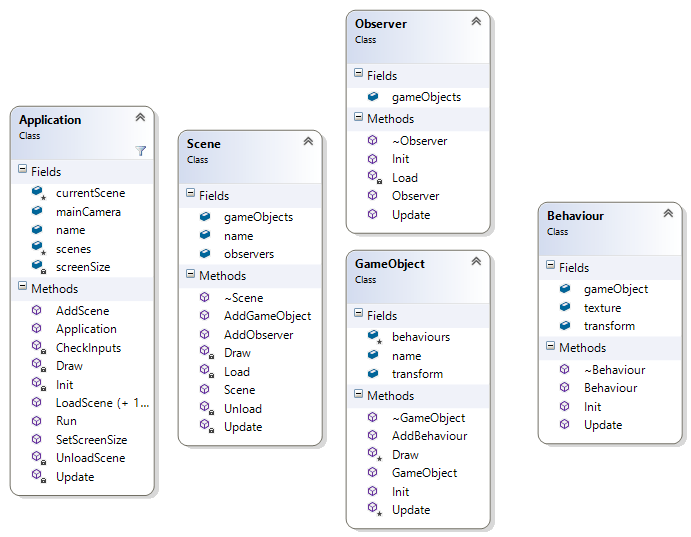 Application
Class
Fields
currentScene
mainCamera
name
scenes
screenSize
Methods
AddScene
Application
CheckInputs
Draw
Init
LoadScene (+ 1...
Run
SetScreenSize
UnloadScene
Update
Scene
Class
Fields
gameObjects
name
observers
Methods
~Scene
AddGameObject
AddObserver
Draw
Load
Scene
Unload
Update
Observer
Class
Fields
gameObjects
Methods
~Observer
Init
Load
Observer
Update
GameObject
Class
Fields
behaviours
name
transform
Methods
~GameObject
AddBehaviour
Draw
GameObject
Init
Update
Behaviour
Class
Fields
gameObject
texture
transform
Methods
~Behaviour
Behaviour
Init
Update